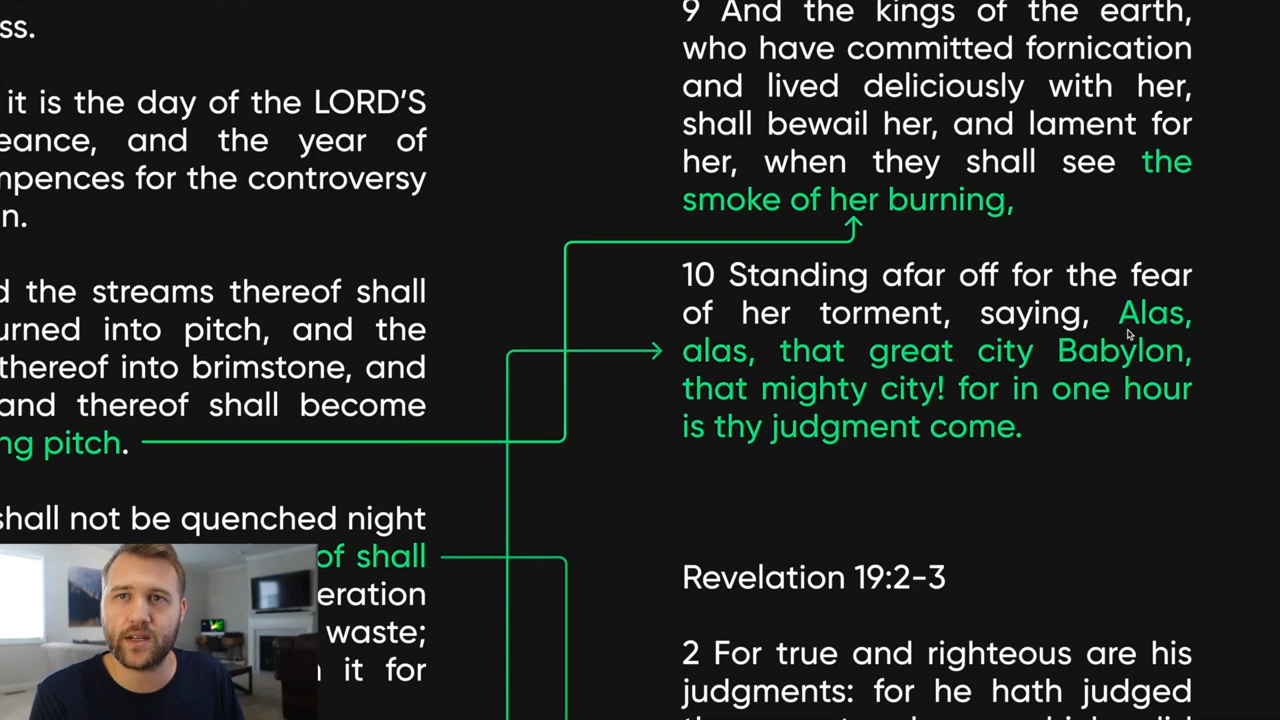 ss.
it is the day of the LORD'S
and the year of
for the controversy
the streams thereof shall
into pitch, and the
thereof into brimstone, and
thereof shall become
pitch.
shall not be quenched night
of shall
waste;
it for
9 And the kings of the earth,
who have committed fornication
and lived deliciously with her,
shall bewail her, and lament for
her, when they shall see the
smoke of her burning,
10 Standing afar off for the fear
of her torment, saying, Alas,
alas, that great city Babylon,
that mighty city! for in one hour
is thy judgment come.
Revelation 19:2-3
2 For true and righteous are his
judgments: for he hath judged